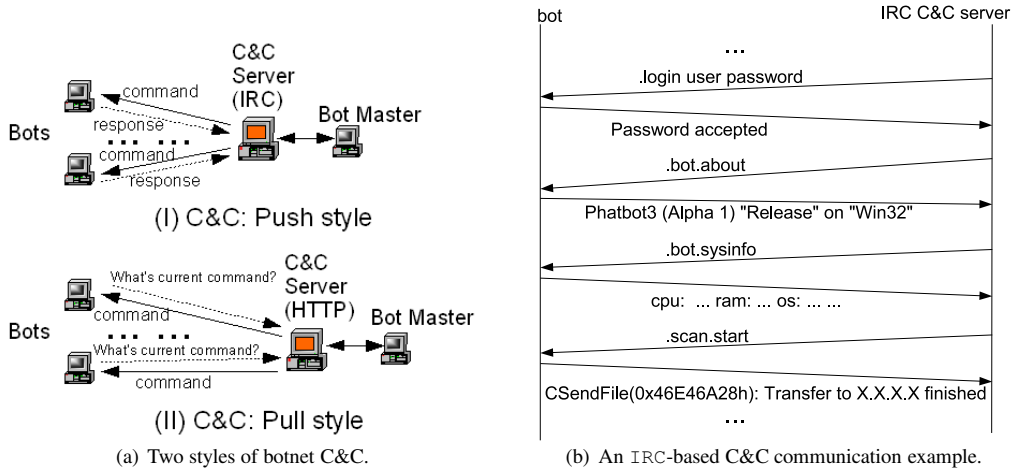 C&C
Server
(IRC)
command
Bot Master
Bots
response
... ...
command
response
(I) C&C: Push style
C&C
Server
(HTTP)
What's current command?
command
Bot Master
Bots
... ...
What's current command?
command
(II) C&C: Pull style
(a) Two styles of botnet C&C.
bot
IRC C&C server
...
.login user password
Password accepted
.bot.about
Phatbot3 (Alpha 1) "Release" on "Win32"
.bot.sysinfo
cpu: ... ram: ... os: ... ...
.scan.start
CSendFile(0x46E46A28h): Transfer to X.X.X.X finished
...
(b) An IRC-based C&C communication example.